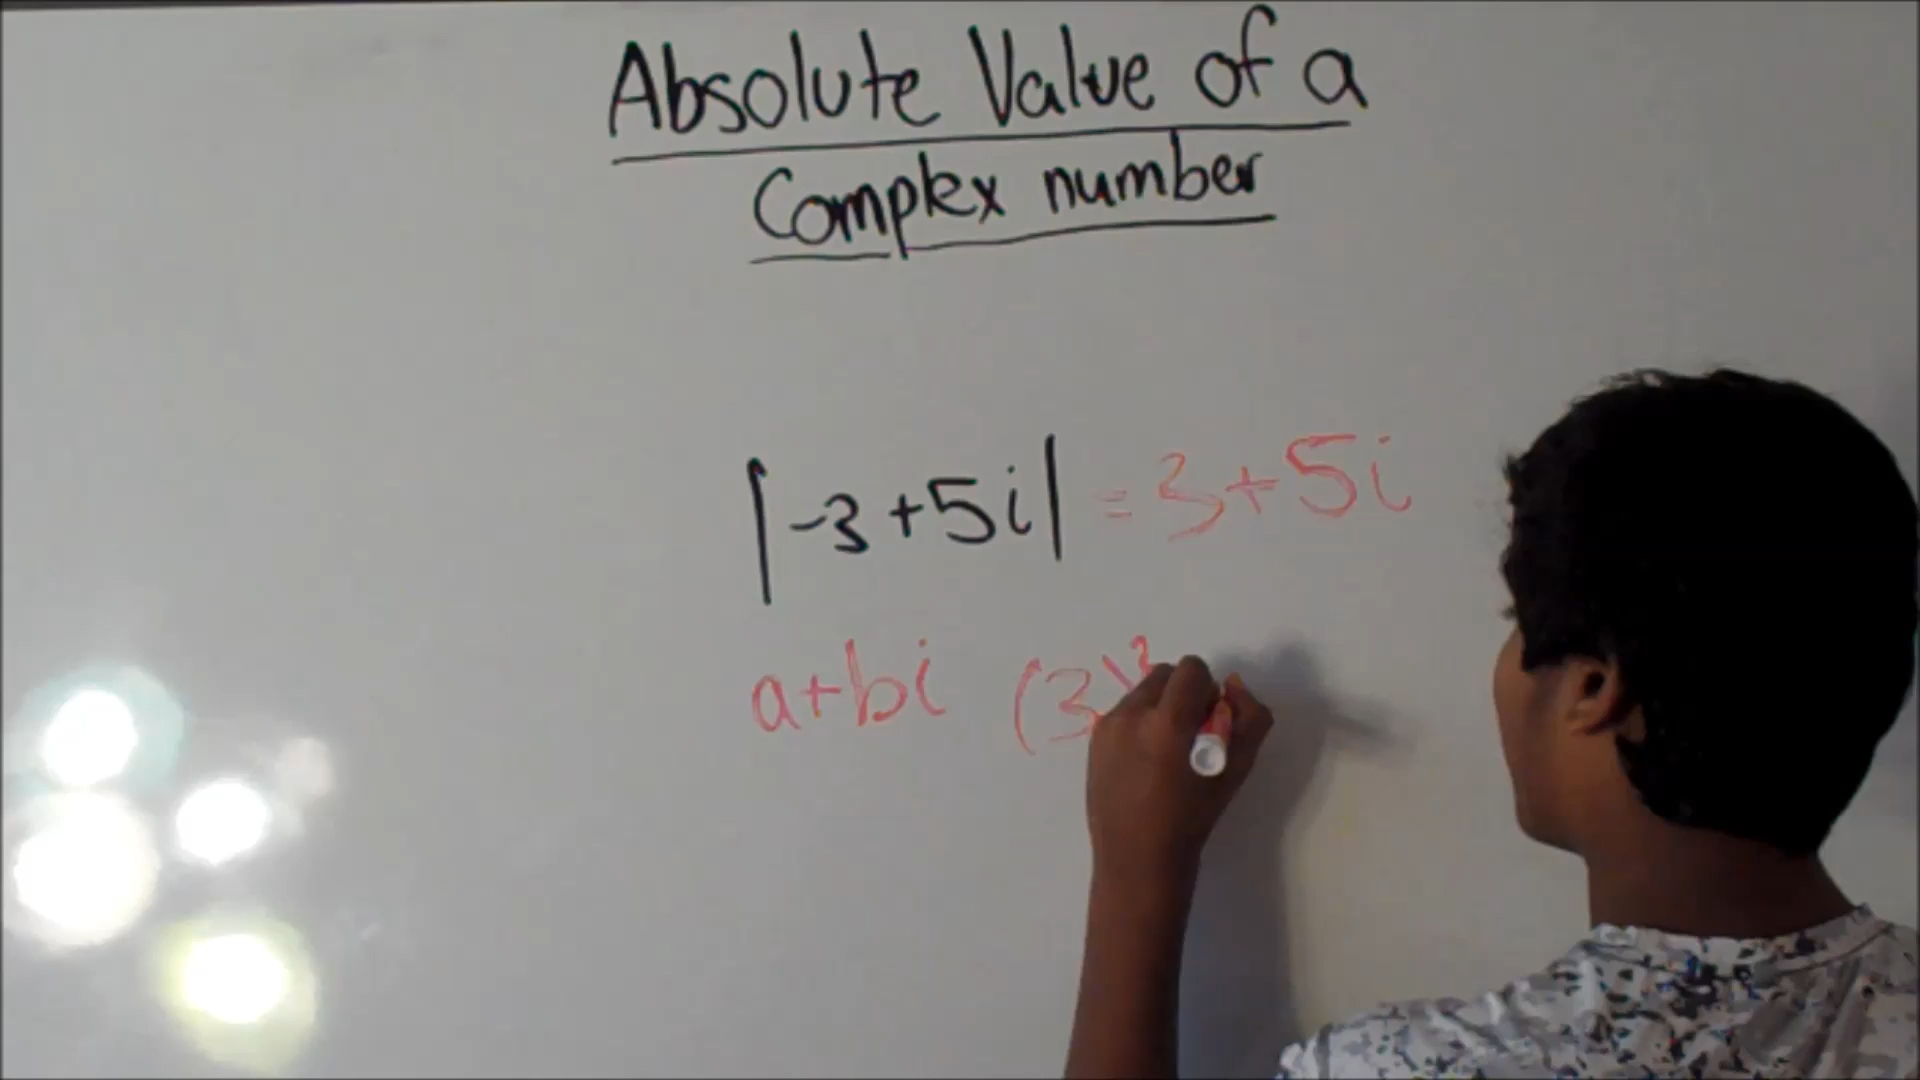 Absolute Value of a
Complex number
|-3+5i| = 3+5i
a+bi (3)²